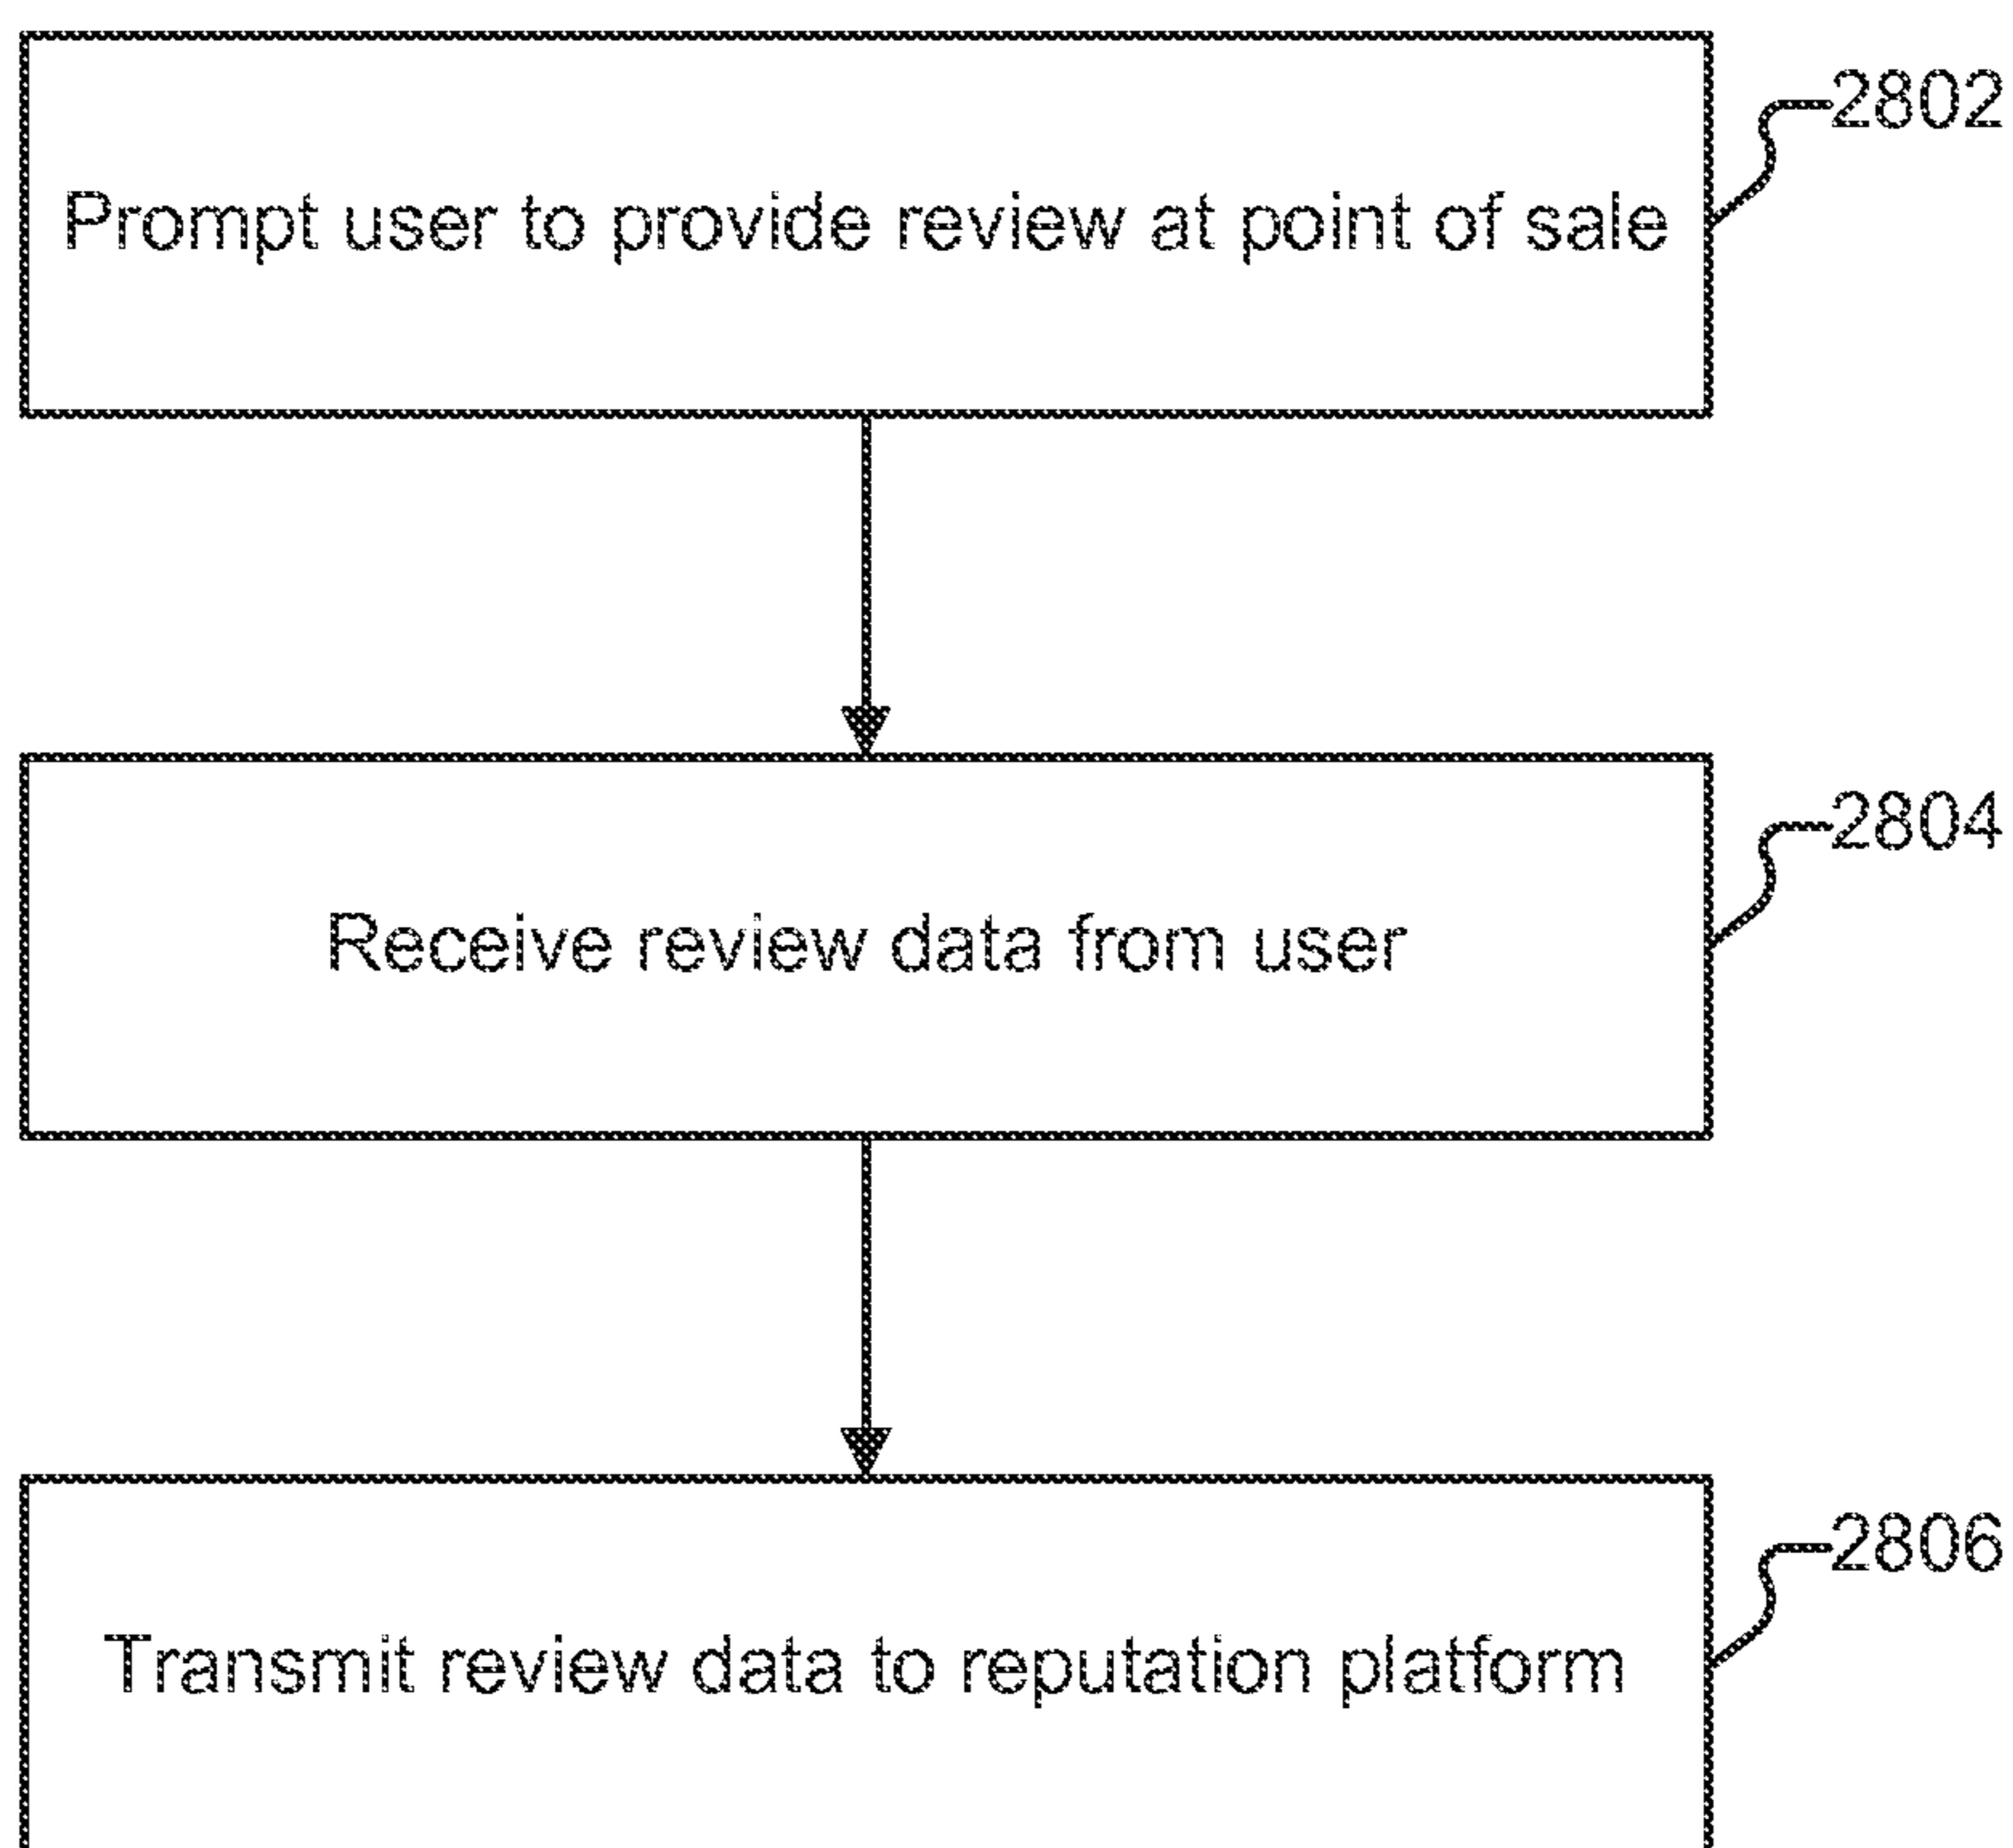 2802
Prompt user to provide review at point of sale
2804
Receive review data from user
2806
Transmit review data to reputation platform